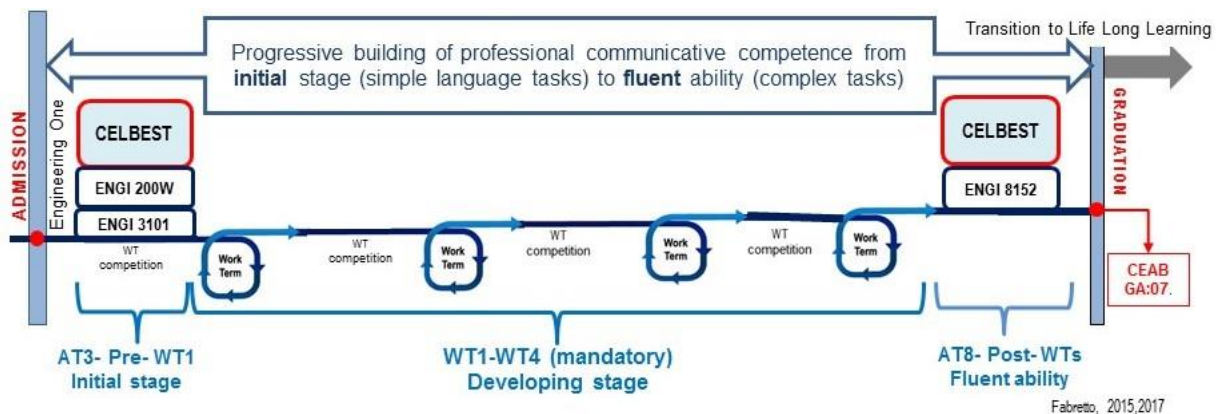 Transition to Life Long Learning
Progressive building of professional communicative competence from
initial stage (simple language tasks) to fluent ability (complex tasks)
ADMISSION
Engineering One
CELBEST
ENGI 200W
ENGI 3101
WT
competition
Work
Term
WT
competition
Work
Term
WT
competition
Work
Term
WT
competition
Work
Term
CELBEST
ENGI 8152
GRADUATION
CEAB
GA:07.
AT3- Pre- WT1
Initial stage
WT1-WT4 (mandatory)
Developing stage
AT8- Post-WTs
Fluent ability
Fabretto, 2015,2017